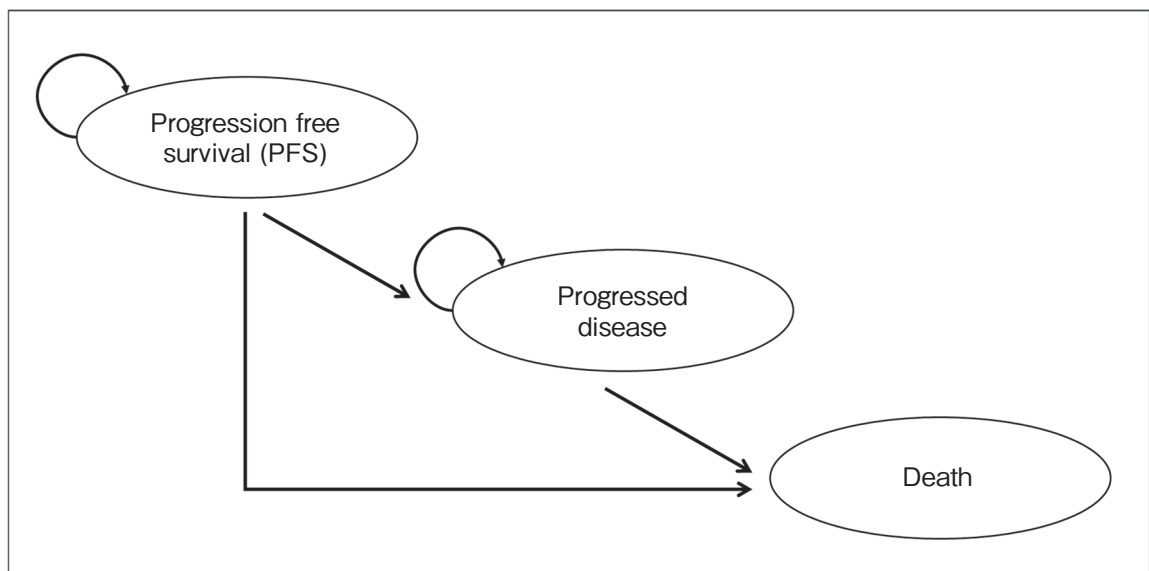 Progression free
survival (PFS)
Progressed
disease
Death